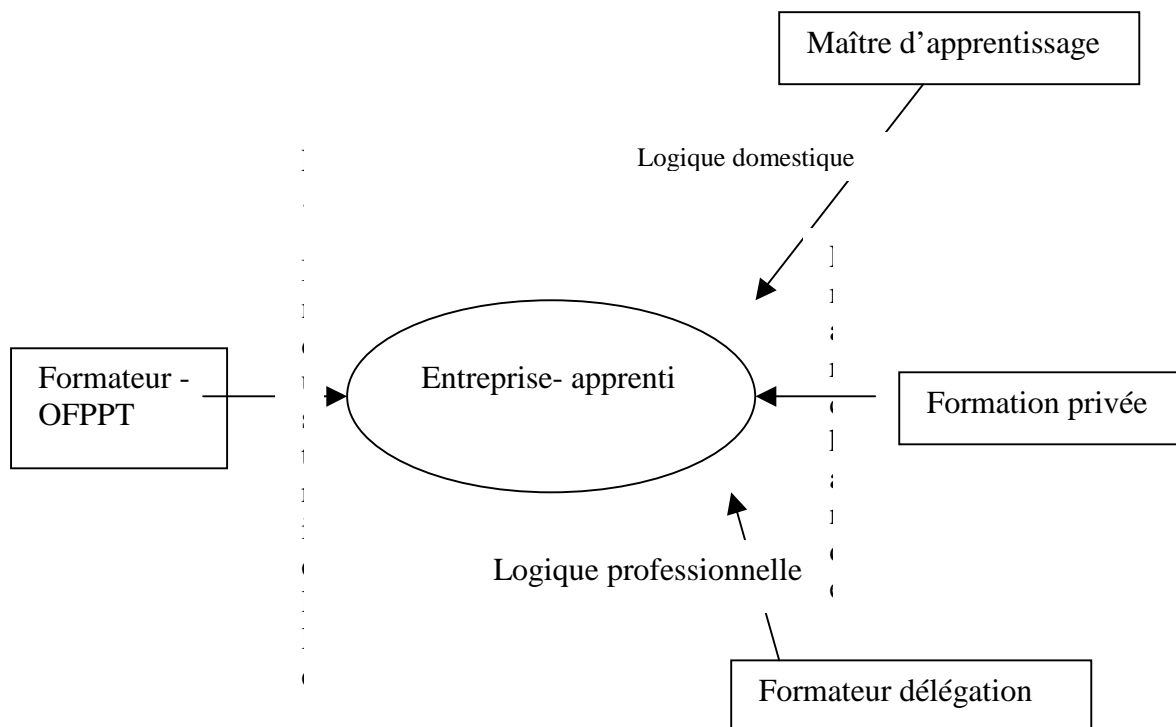 Maître d'apprentissage
Logique domestique
Formateur -
OFPPT
Entreprise- apprenti
Formation privée
Logique professionnelle
Formateur délégation